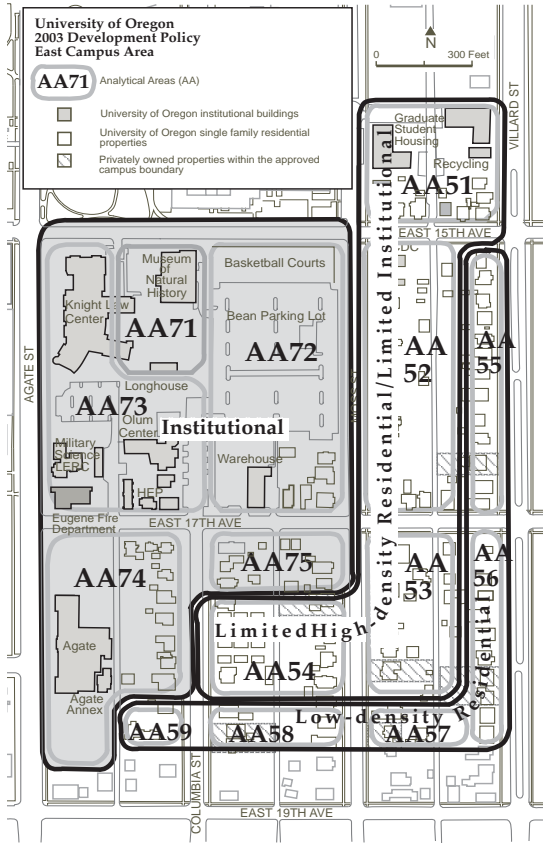 University of Oregon
2003 Development Policy
East Campus Area
AA71
Analytical Areas (AA)
University of Oregon institutional buildings
University of Oregon single family residential
properties
Privately owned properties within the approved
campus boundary
N
0
300 Feet
VILLARD ST
Graduate
Student
Housing
Recycling
AA51
EAST 15TH AVE
Museum
of
Natural
History
Basketball Courts
Knight Law
Center
AA71
Bean Parking Lot
AA72
AA
52
AA
55
AGATE ST
Longhouse
AA73
Olum
Center
Institutional
Military
Science
LERC
Warehouse
HEP
Eugene Fire
Department
EAST 17TH AVE
AA74
AA75
AA
53
AA
56
Limited High-density Residential/Limited Institutional
Agate
AA54
Agate
Annex
Low-density Residential
AA59
AA58
AA57
COLUMBIA ST
EAST 19TH AVE